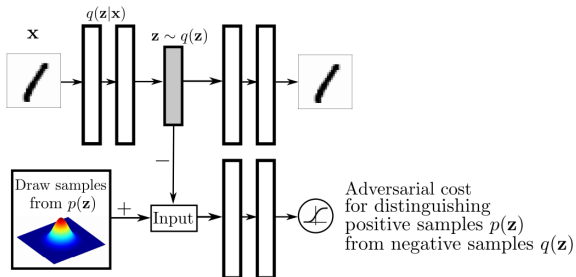 q(z|x)
x
z ∼ q(z)
−
Draw samples
from p(z)
+
Input
Adversarial cost
for distinguishing
positive samples p(z)
from negative samples q(z)